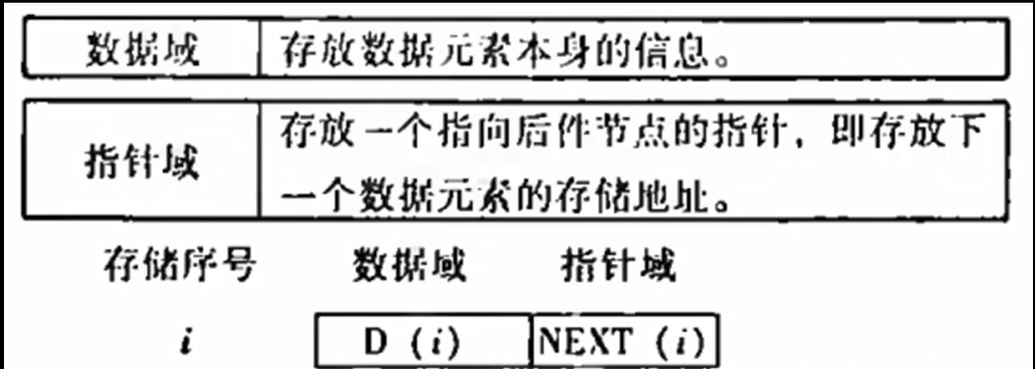 数据域 存放数据元素本身的信息。
指针域 存放一个指向后件节点的指针，即存放下
一个数据元素的存储地址。
存储序号 数据域 指针域
i D (i) NEXT (i)